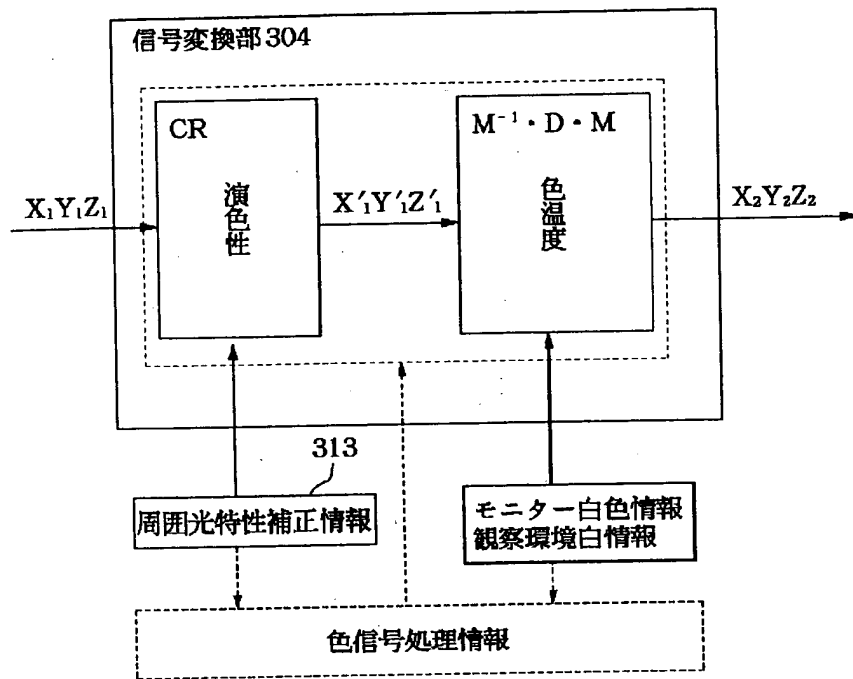 信号変換部304
CR
演色性
M⁻¹・D・M
色温度
X₁Y₁Z₁
X′₁Y′₁Z′₁
X₂Y₂Z₂
313
周囲光特性補正情報
モニター白色情報
観察環境白情報
色信号処理情報